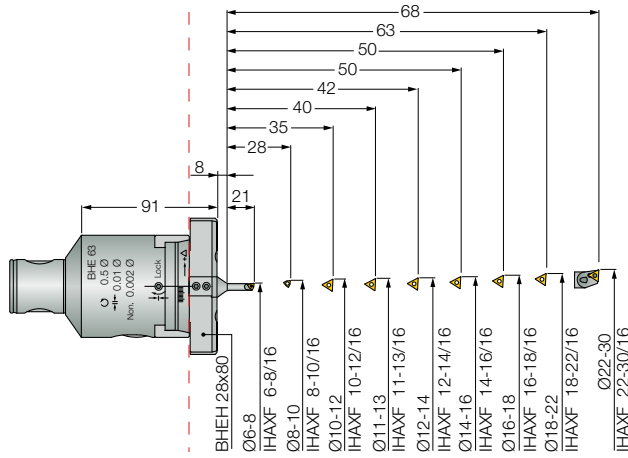 68
63
50
50
42
40
35
28
8
21
91
BHE 63
0.5 Ø
0.01 Ø
Non. 0.002 Ø
Lock
+
BHEH 28x80
Ø6-8
IHAXF 6-8/16
Ø8-10
IHAXF 8-10/16
Ø10-12
IHAXF 10-12/16
Ø11-13
IHAXF 11-13/16
Ø12-14
IHAXF 12-14/16
Ø14-16
IHAXF 14-16/16
Ø16-18
IHAXF 16-18/16
Ø18-22
IHAXF 18-22/16
Ø22-30
IHAXF 22-30/16